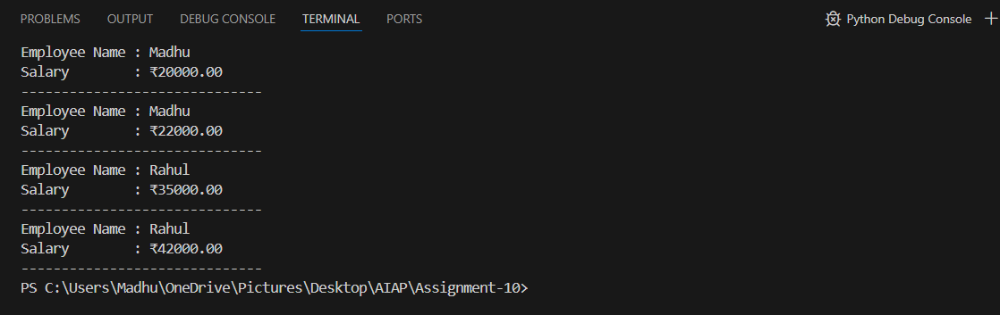 PROBLEMS OUTPUT DEBUG CONSOLE TERMINAL PORTS Python Debug Console +
Employee Name : Madhu
Salary        : ₹20000.00
------------------------------
Employee Name : Madhu
Salary        : ₹22000.00
------------------------------
Employee Name : Rahul
Salary        : ₹35000.00
------------------------------
Employee Name : Rahul
Salary        : ₹42000.00
------------------------------
PS C:\Users\Madhu\OneDrive\Pictures\Desktop\AIAP\Assignment-10>